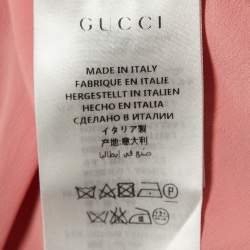 GUCCI
MADE IN ITALY
FABRIQUE EN ITALIE
HERGESTELLT IN ITALIEN
HECHO EN ITALIA
СДЕЛАНО В ИТАЛИИ
イタリア製
产地:意大利
صنع في إيطاليا